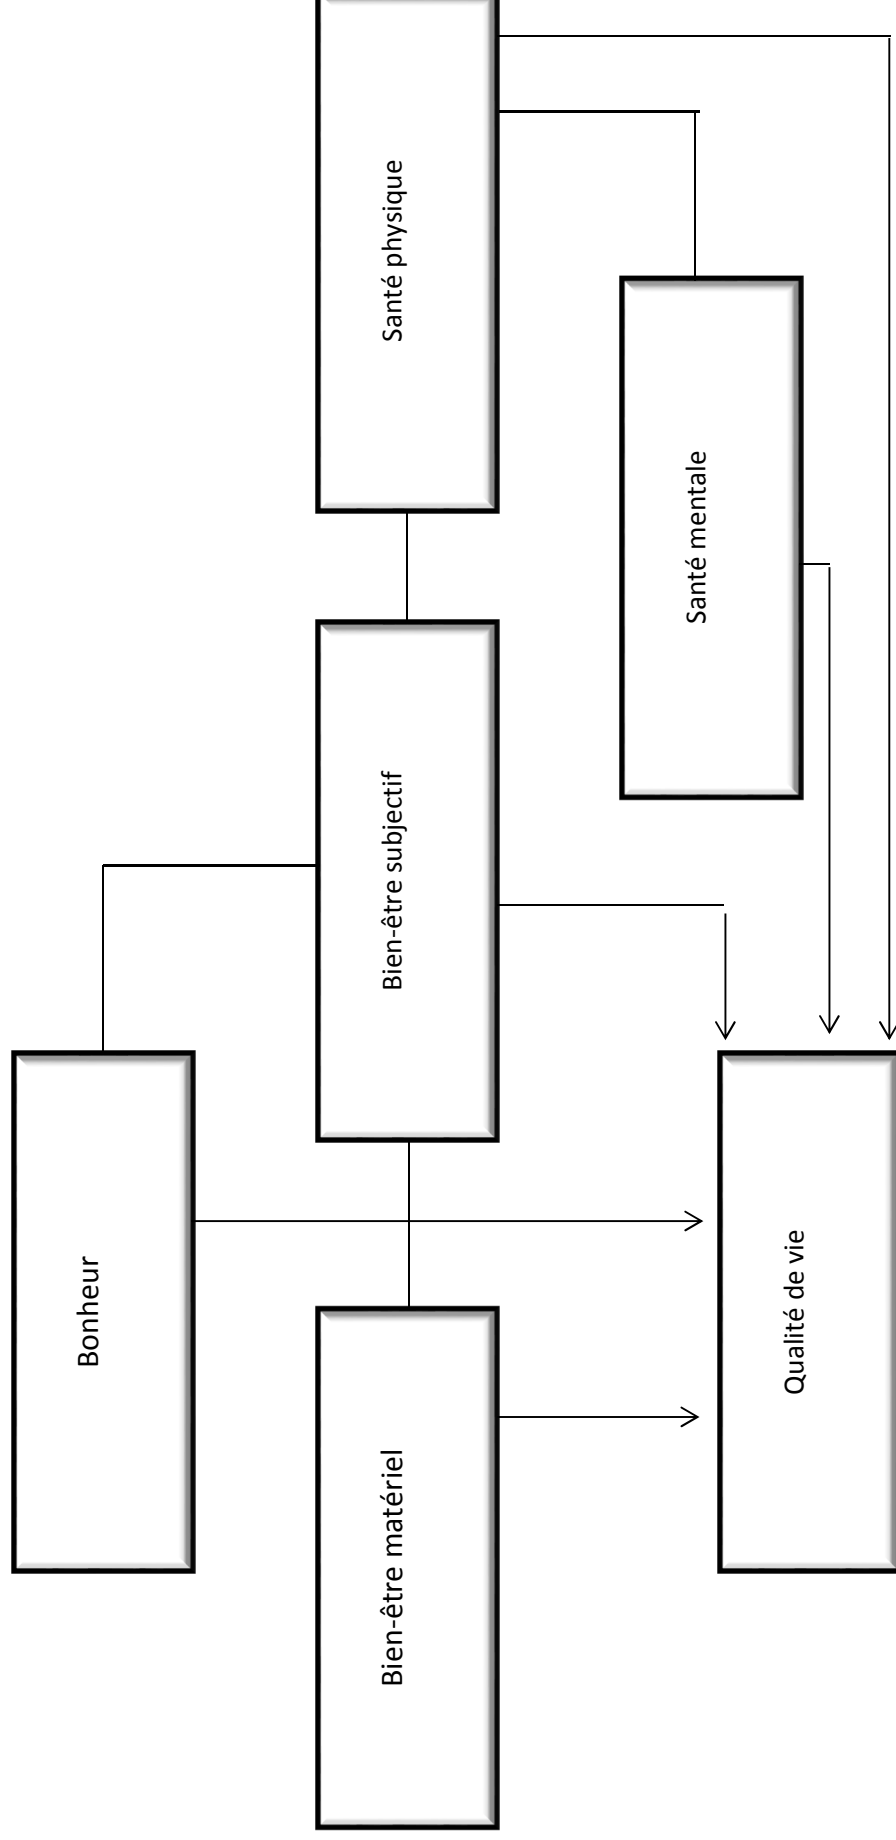 Bonheur
Bien-être matériel
Bien-être subjectif
Santé physique
Santé mentale
Qualité de vie